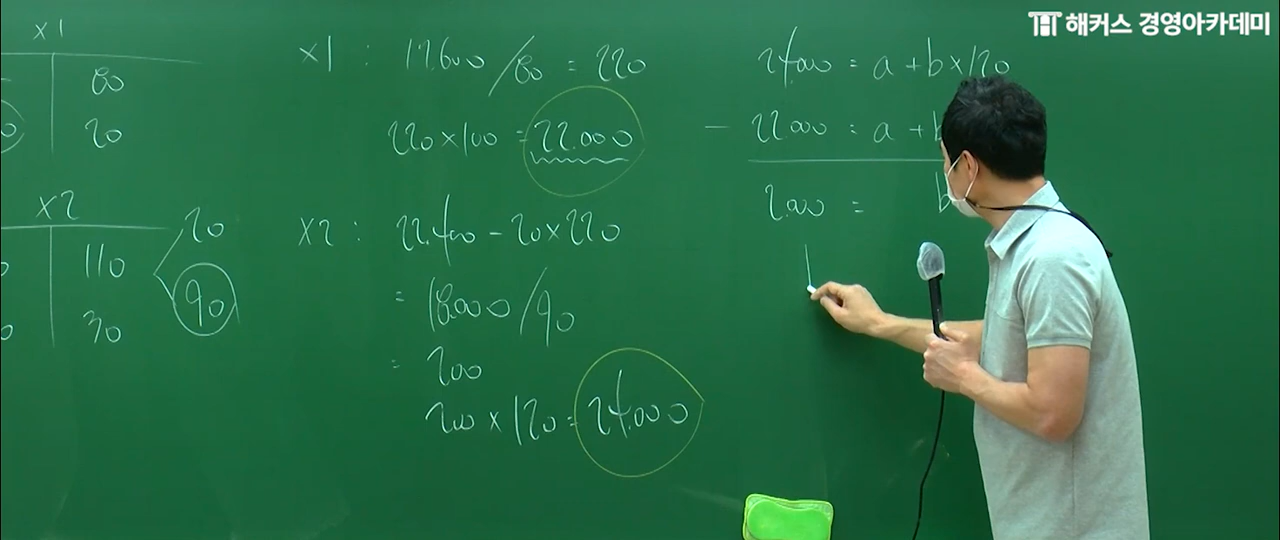 해커스 경영아카데미
x1
80
20
x2
110
30
20
90
x1 : 17.600 / 80 = 220
220 x 100 = 22.000
x2 : 22.400 - 20 x 220
= 18.000 / 90
= 200
200 x 120 = 24.000
24.000 = a + b x 120
- 22.000 = a + b
2.000 = b